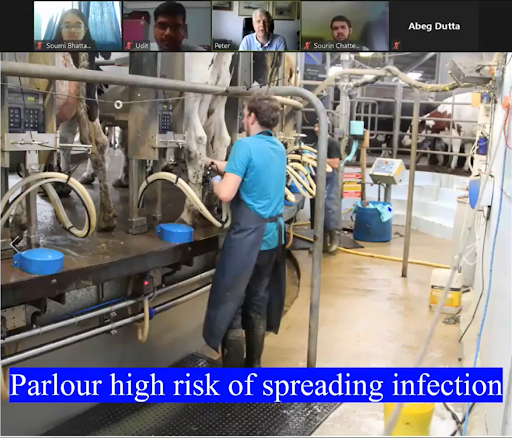 Soumi Bhatta...
Udit
Peter
Sourin Chatte...
Abeg Dutta
Parlour high risk of spreading infection